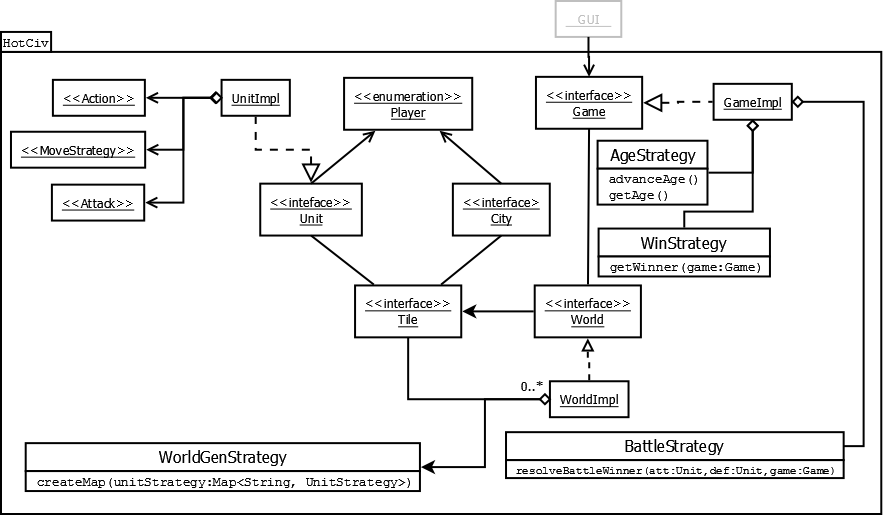 GUI
HotCiv
<<Action>>
UnitImpl
<<enumeration>>
Player
<<interface>>
Game
GameImpl
<<MoveStrategy>>
AgeStrategy
advanceAge()
getAge()
<<Attack>>
<<inteface>>
Unit
<<interface>
City
WinStrategy
getWinner(game:Game)
<<interface>>
Tile
<<interface>>
World
0..*
WorldImpl
WorldGenStrategy
createMap(unitStrategy:Map<String, UnitStrategy>)
BattleStrategy
resolveBattleWinner(att:Unit,def:Unit,game:Game)